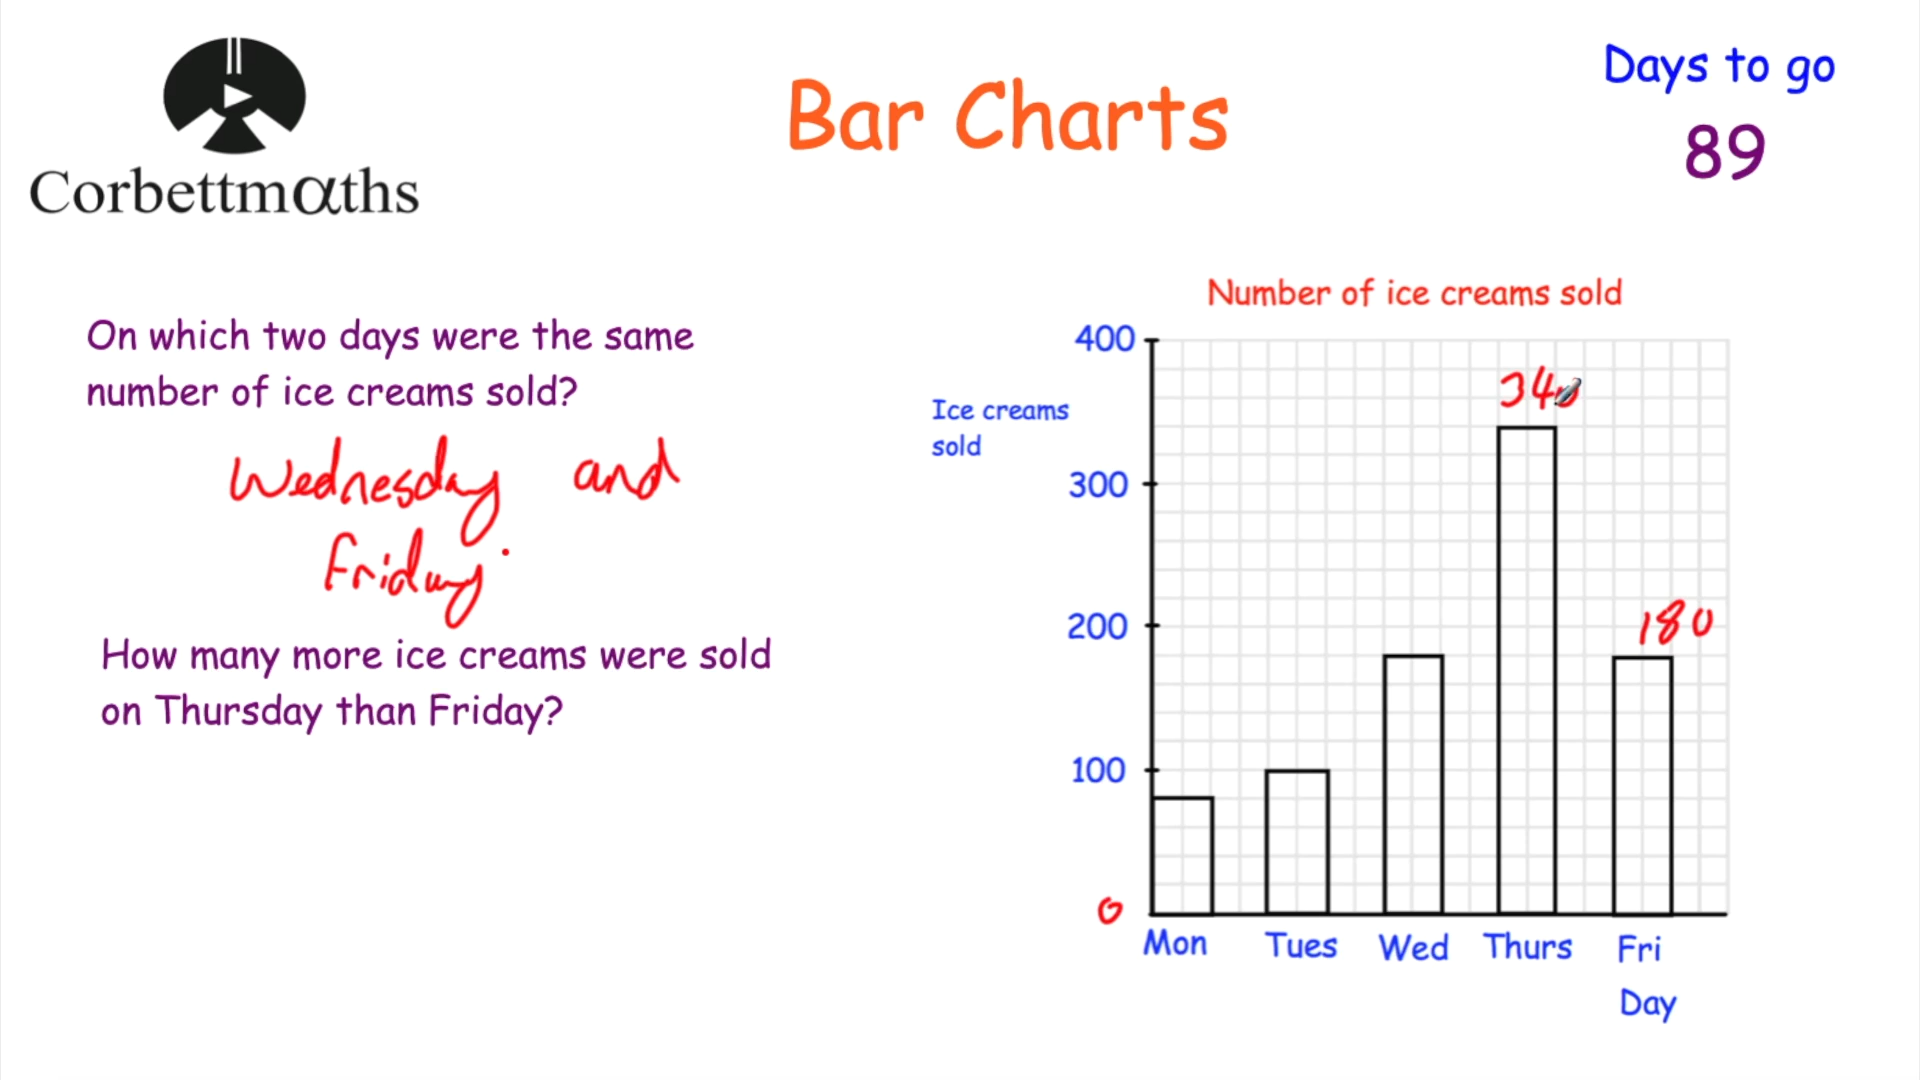 Corbettmαths
Bar Charts
Days to go
89
On which two days were the same
number of ice creams sold?
Wednesday and
Friday
How many more ice creams were sold
on Thursday than Friday?
Number of ice creams sold
Ice creams
sold
400
300
200
100
0
340
180
Mon Tues Wed Thurs Fri
Day